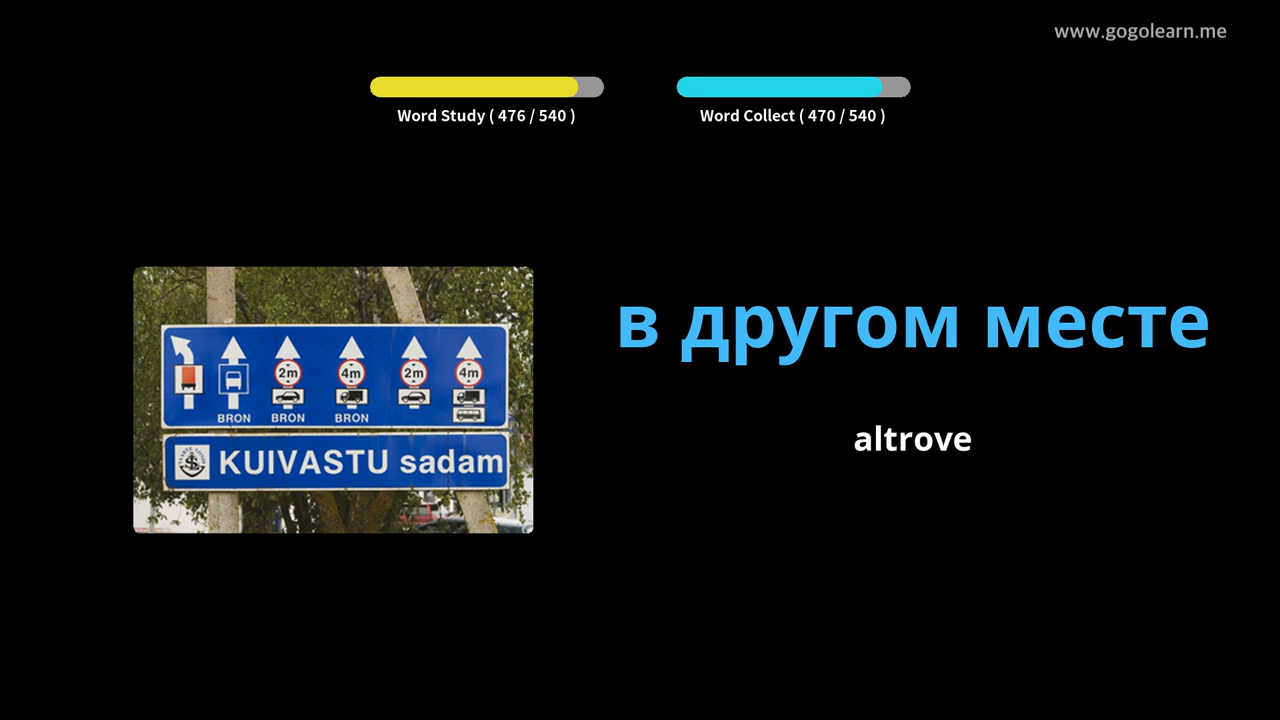 www.gogolearn.me
Word Study ( 476 / 540 )
Word Collect ( 470 / 540 )
2m
4m
2m
4m
BRON
BRON
BRON
KUIVASTU sadam
в другом месте
altrove